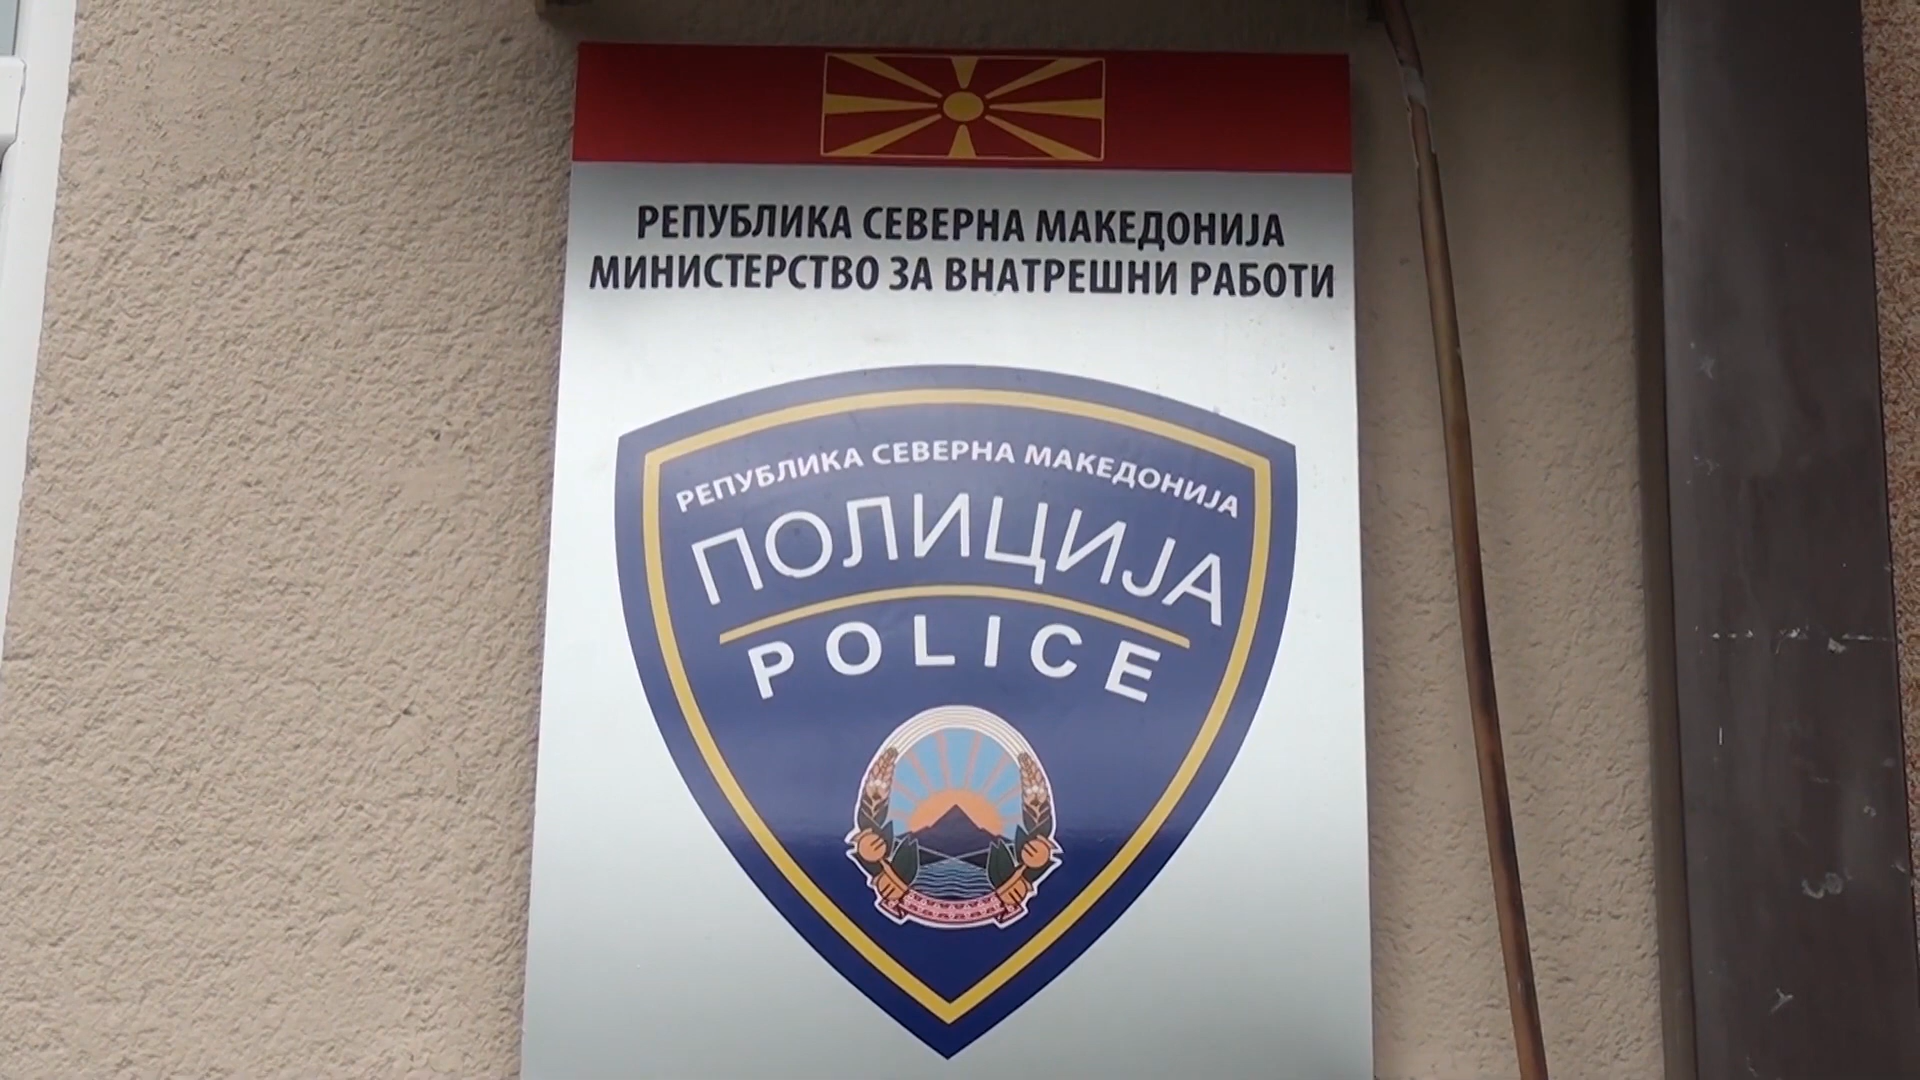 РЕПУБЛИКА СЕВЕРНА МАКЕДОНИЈА
МИНИСТЕРСТВО ЗА ВНАТРЕШНИ РАБОТИ
РЕПУБЛИКА СЕВЕРНА МАКЕДОНИЈА
ПОЛИЦИЈА
POLICE